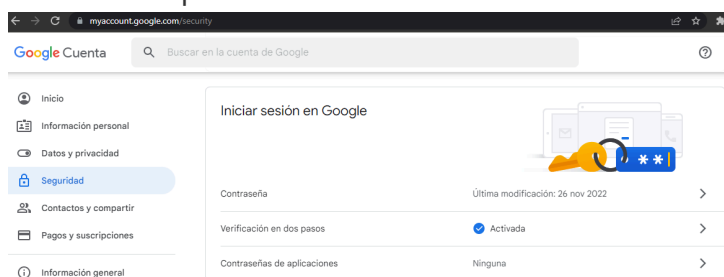 myaccount.google.com/security
Google Cuenta
Buscar en la cuenta de Google
Inicio
Información personal
Datos y privacidad
Seguridad
Contactos y compartir
Pagos y suscripciones
Información general
Iniciar sesión en Google
**
Contraseña
Última modificación: 26 nov 2022
Verificación en dos pasos
Activada
Contraseñas de aplicaciones
Ninguna